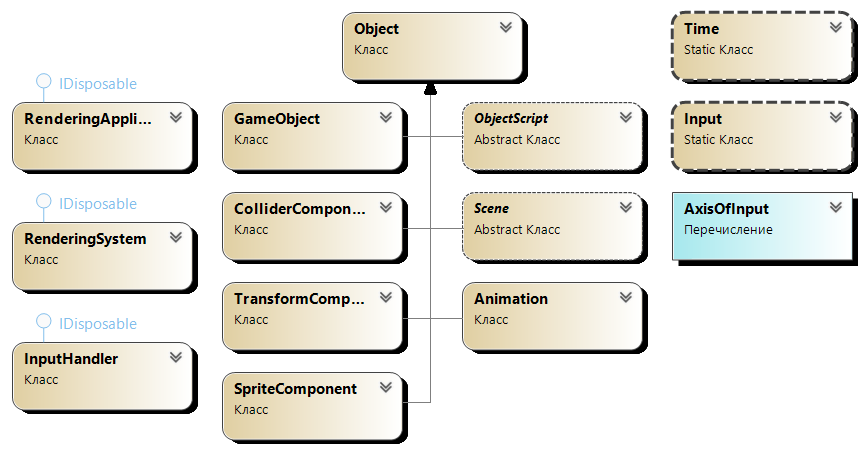 Object
Класс
IDisposable
RenderingAppli...
Класс
IDisposable
RenderingSystem
Класс
IDisposable
InputHandler
Класс
GameObject
Класс
ColliderCompon...
Класс
TransformComp...
Класс
SpriteComponent
Класс
ObjectScript
Abstract Класс
Scene
Abstract Класс
Animation
Класс
Time
Static Класс
Input
Static Класс
AxisOfInput
Перечисление